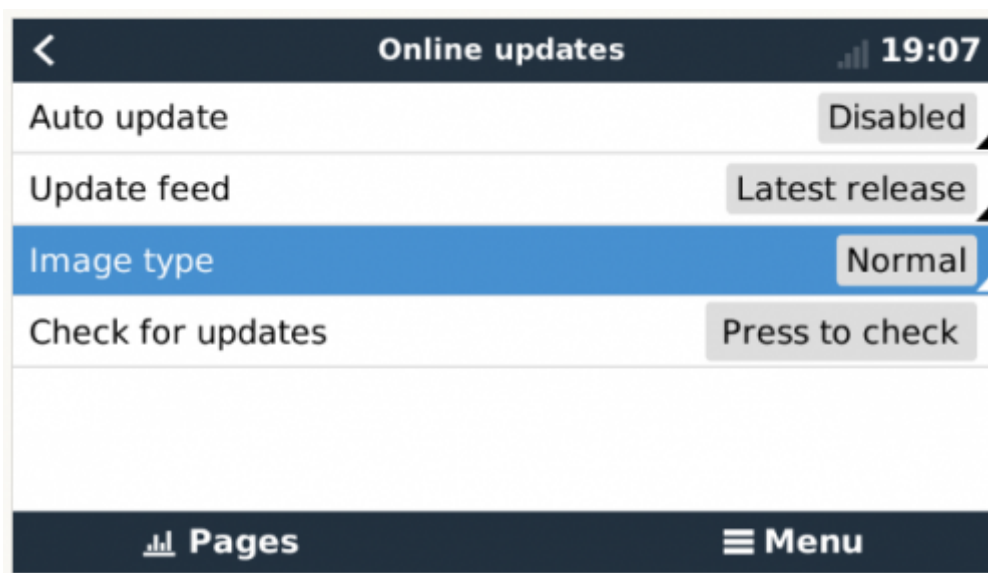 Online updates 19:07
Auto update Disabled
Update feed Latest release
Image type Normal
Check for updates Press to check
Pages Menu